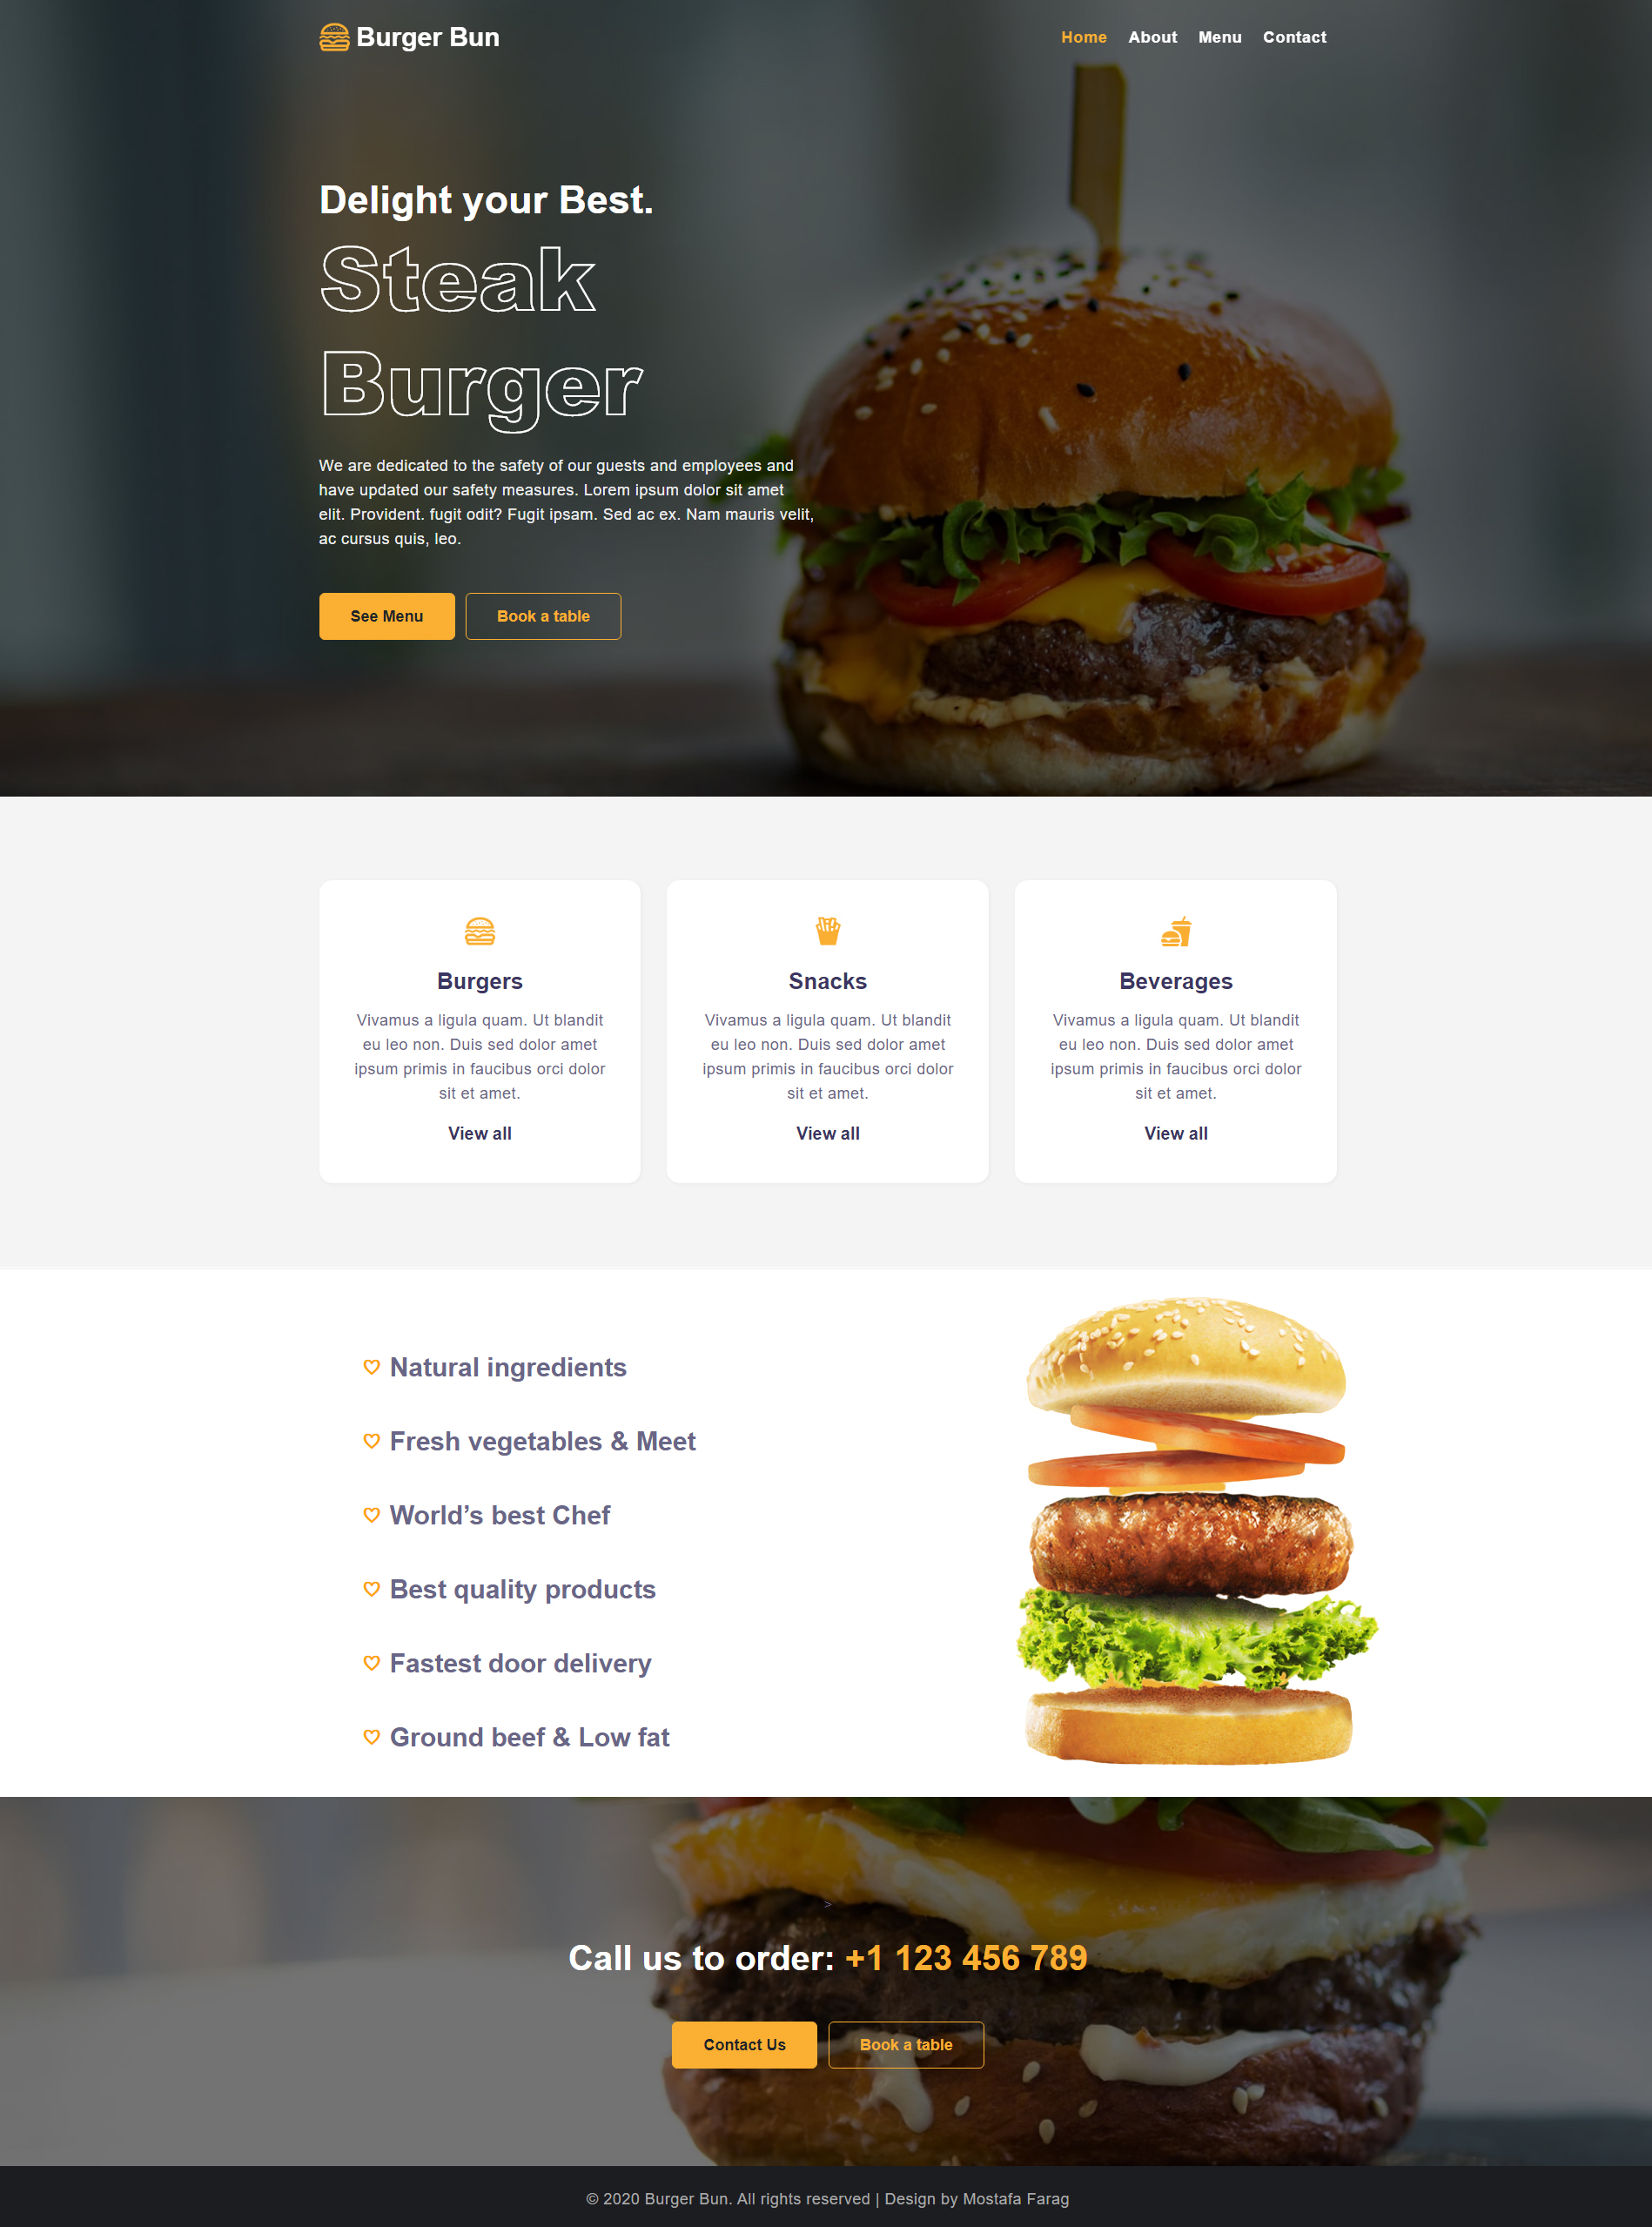 Burger Bun
Home About Menu Contact
Delight your Best.
Steak
Burger
We are dedicated to the safety of our guests and employees and
have updated our safety measures. Lorem ipsum dolor sit amet
elit. Provident. fugit odit? Fugit ipsam. Sed ac ex. Nam mauris velit,
ac cursus quis, leo.
See Menu
Book a table
Burgers
Vivamus a ligula quam. Ut blandit
eu leo non. Duis sed dolor amet
ipsum primis in faucibus orci dolor
sit et amet.
View all
Snacks
Vivamus a ligula quam. Ut blandit
eu leo non. Duis sed dolor amet
ipsum primis in faucibus orci dolor
sit et amet.
View all
Beverages
Vivamus a ligula quam. Ut blandit
eu leo non. Duis sed dolor amet
ipsum primis in faucibus orci dolor
sit et amet.
View all
Natural ingredients
Fresh vegetables & Meet
World’s best Chef
Best quality products
Fastest door delivery
Ground beef & Low fat
>
Call us to order: +1 123 456 789
Contact Us
Book a table
© 2020 Burger Bun. All rights reserved | Design by Mostafa Farag